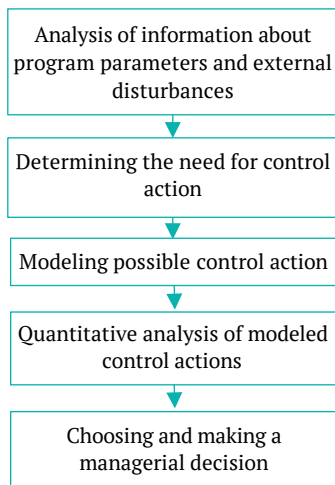 Analysis of information about
program parameters and external
disturbances
Determining the need for control
action
Modeling possible control action
Quantitative analysis of modeled
control actions
Choosing and making a
managerial decision